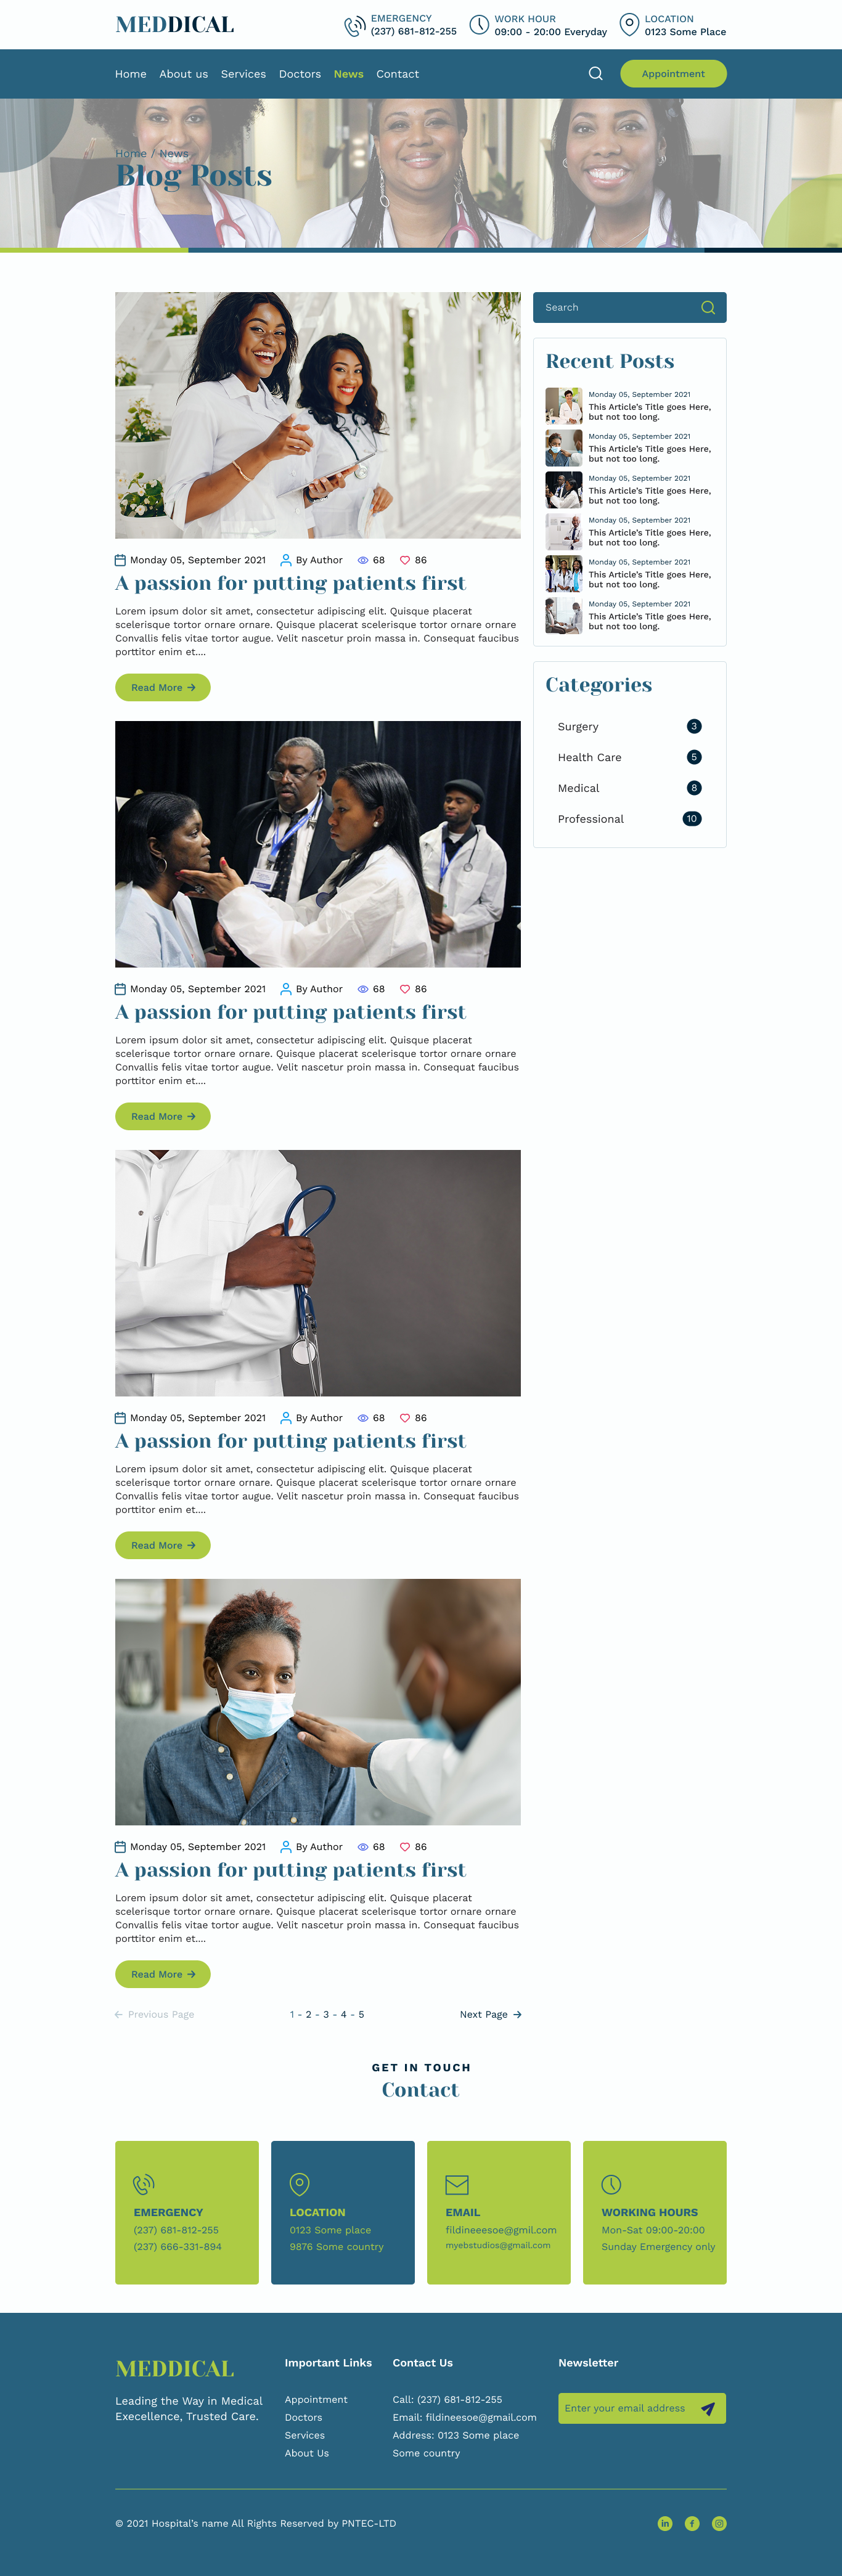 MEDDICAL
EMERGENCY
(237) 681-812-255
WORK HOUR
09:00 - 20:00 Everyday
LOCATION
0123 Some Place
Home About us Services Doctors News Contact
Appointment
Home / News
Blog Posts
Monday 05, September 2021 By Author 68 86
A passion for putting patients first
Lorem ipsum dolor sit amet, consectetur adipiscing elit. Quisque placerat
scelerisque tortor ornare ornare. Quisque placerat scelerisque tortor ornare ornare
Convallis felis vitae tortor augue. Velit nascetur proin massa in. Consequat faucibus
porttitor enim et....
Read More
Monday 05, September 2021 By Author 68 86
A passion for putting patients first
Lorem ipsum dolor sit amet, consectetur adipiscing elit. Quisque placerat
scelerisque tortor ornare ornare. Quisque placerat scelerisque tortor ornare ornare
Convallis felis vitae tortor augue. Velit nascetur proin massa in. Consequat faucibus
porttitor enim et....
Read More
Monday 05, September 2021 By Author 68 86
A passion for putting patients first
Lorem ipsum dolor sit amet, consectetur adipiscing elit. Quisque placerat
scelerisque tortor ornare ornare. Quisque placerat scelerisque tortor ornare ornare
Convallis felis vitae tortor augue. Velit nascetur proin massa in. Consequat faucibus
porttitor enim et....
Read More
Monday 05, September 2021 By Author 68 86
A passion for putting patients first
Lorem ipsum dolor sit amet, consectetur adipiscing elit. Quisque placerat
scelerisque tortor ornare ornare. Quisque placerat scelerisque tortor ornare ornare
Convallis felis vitae tortor augue. Velit nascetur proin massa in. Consequat faucibus
porttitor enim et....
Read More
Previous Page 1 - 2 - 3 - 4 - 5 Next Page
Search
Recent Posts
Monday 05, September 2021
This Article's Title goes Here,
but not too long.
Monday 05, September 2021
This Article's Title goes Here,
but not too long.
Monday 05, September 2021
This Article's Title goes Here,
but not too long.
Monday 05, September 2021
This Article's Title goes Here,
but not too long.
Monday 05, September 2021
This Article's Title goes Here,
but not too long.
Monday 05, September 2021
This Article's Title goes Here,
but not too long.
Categories
Surgery 3
Health Care 5
Medical 8
Professional 10
GET IN TOUCH
Contact
EMERGENCY
(237) 681-812-255
(237) 666-331-894
LOCATION
0123 Some place
9876 Some country
EMAIL
fildineeesoe@gmil.com
myebstudios@gmail.com
WORKING HOURS
Mon-Sat 09:00-20:00
Sunday Emergency only
MEDDICAL
Leading the Way in Medical
Execellence, Trusted Care.
Important Links
Appointment
Doctors
Services
About Us
Contact Us
Call: (237) 681-812-255
Email: fildineesoe@gmail.com
Address: 0123 Some place
Some country
Newsletter
Enter your email address
© 2021 Hospital's name All Rights Reserved by PNTEC-LTD